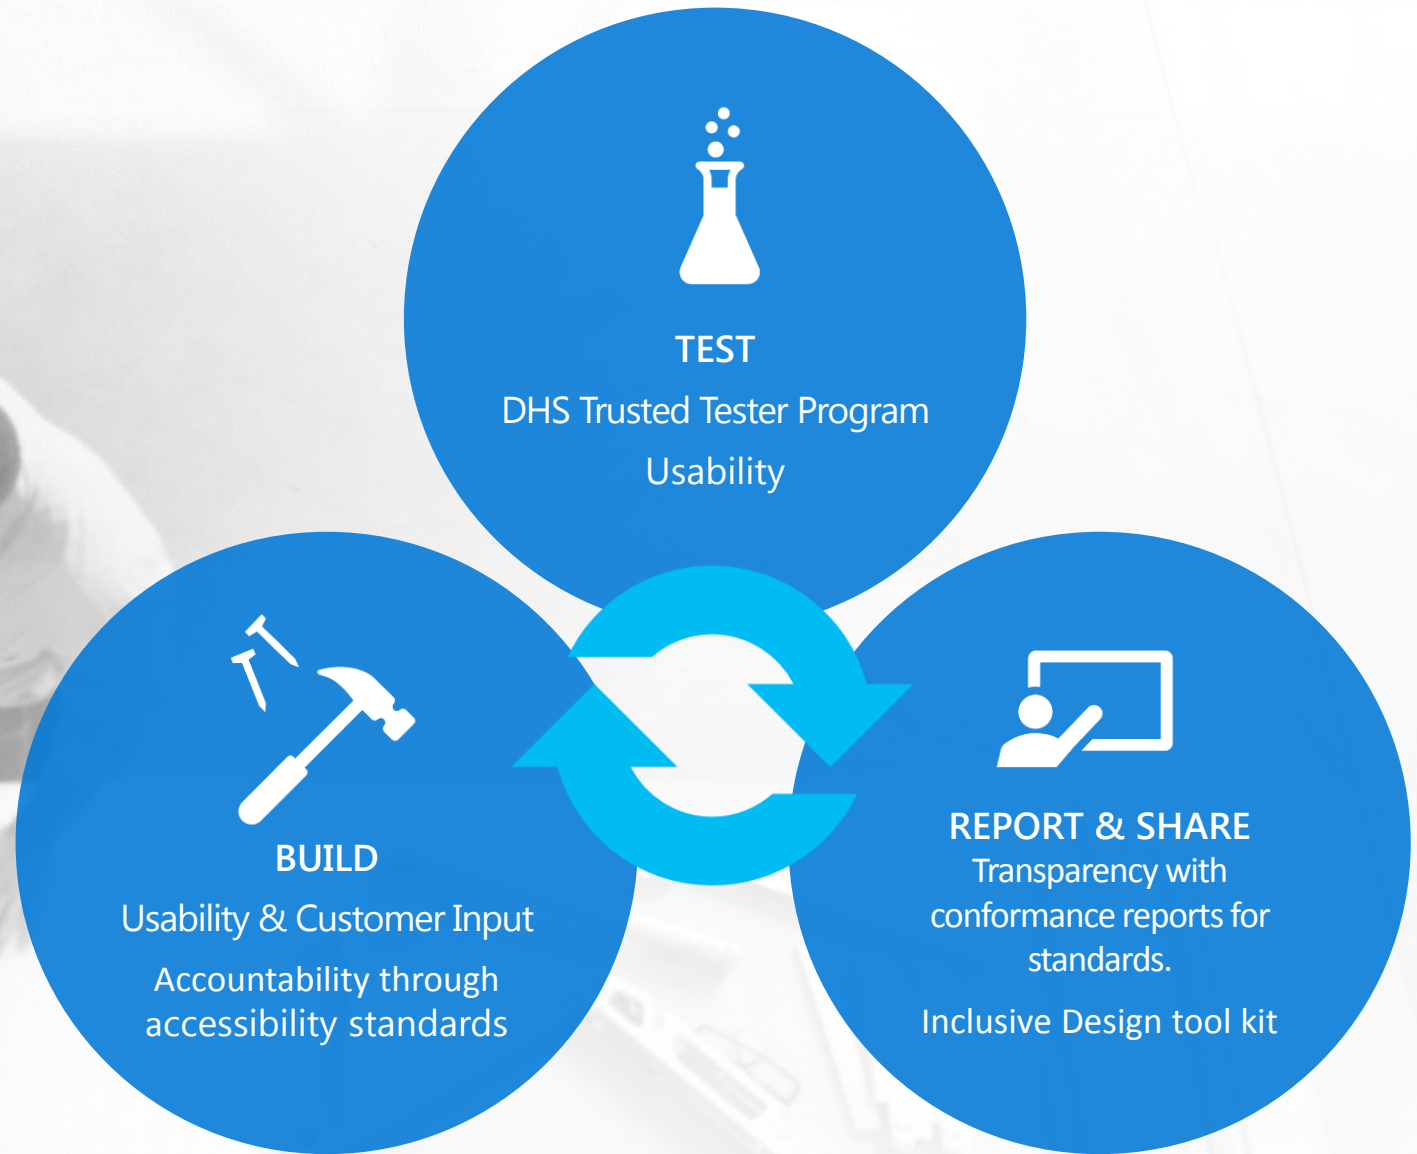 TEST
DHS Trusted Tester Program
Usability
BUILD
Usability & Customer Input
Accountability through
accessibility standards
REPORT & SHARE
Transparency with
conformance reports for
standards.
Inclusive Design tool kit